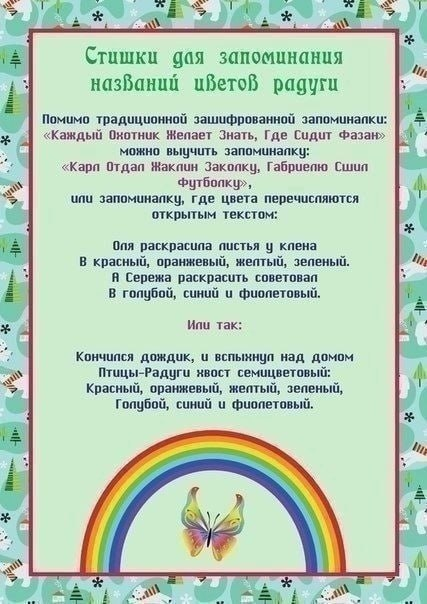 Стишки для запоминания
названий цветов радуги
Помимо традиционной зашифрованной запоминалки:
«Каждый Охотник Желает Знать, Где Сидит Фазан»
можно выучить запоминалку:
«Карл Отдал Жаклин Заколку, Габриелю Сшил
Футболку»,
или запоминалку, где цвета перечисляются
открытым текстом:
Оля раскрасила листья у клена
В красный, оранжевый, желтый, зеленый.
А Сережа раскрасить советовал
В голубой, синий и фиолетовый.
Или так:
Кончился дождик, и вспыхнул над домом
Птицы-Радуги хвост семицветовый:
Красный, оранжевый, желтый, зеленый,
Голубой, синий и фиолетовый.